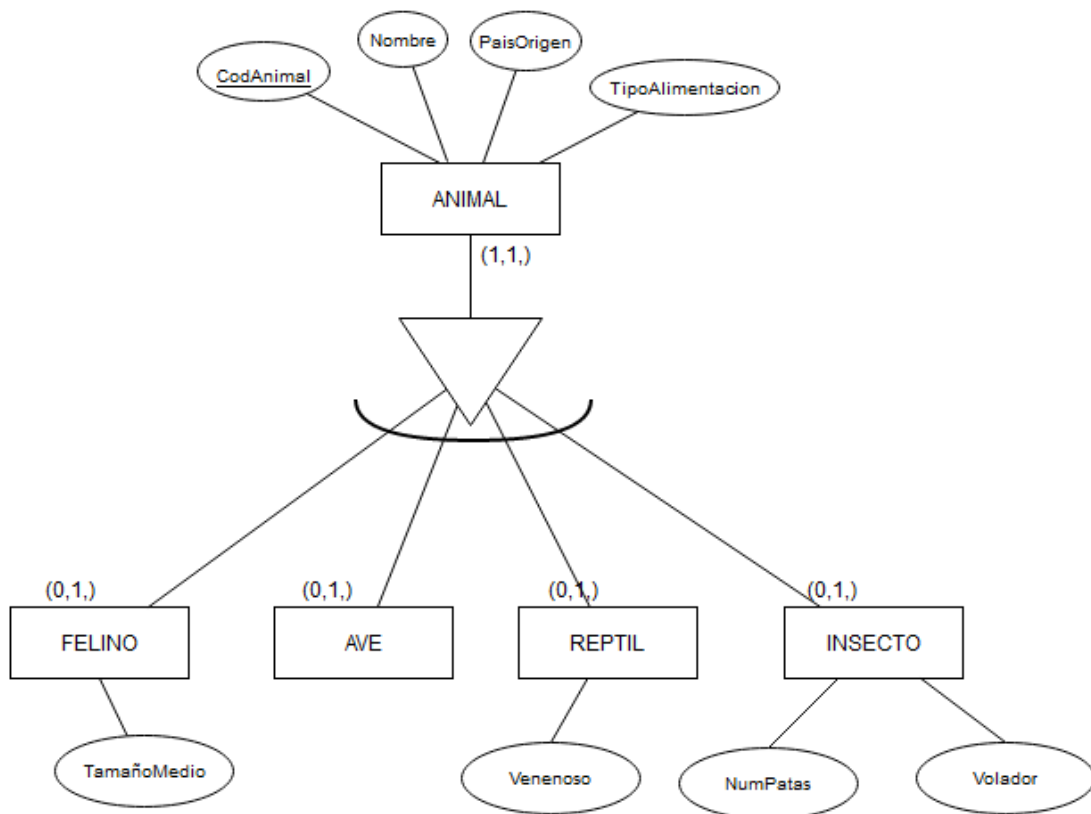 Nombre
PaisOrigen
CodAnimal
TipoAlimentacion
ANIMAL
(1,1,)
(0,1,)
(0,1,)
(0,1,)
(0,1,)
FELINO
AVE
REPTIL
INSECTO
TamañoMedio
Venenoso
NumPatas
Volador